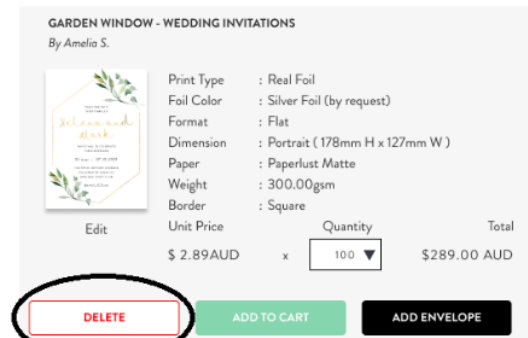 GARDEN WINDOW - WEDDING INVITATIONS
By Amelia S.
Print Type : Real Foil
Foil Color : Silver Foil (by request)
Format : Flat
Dimension : Portrait ( 178mm H x 127mm W )
Paper : Paperlust Matte
Weight : 300.00gsm
Border : Square
Edit
Unit Price Quantity Total
$ 2.89AUD x 100 ▼ $289.00 AUD
DELETE ADD TO CART ADD ENVELOPE